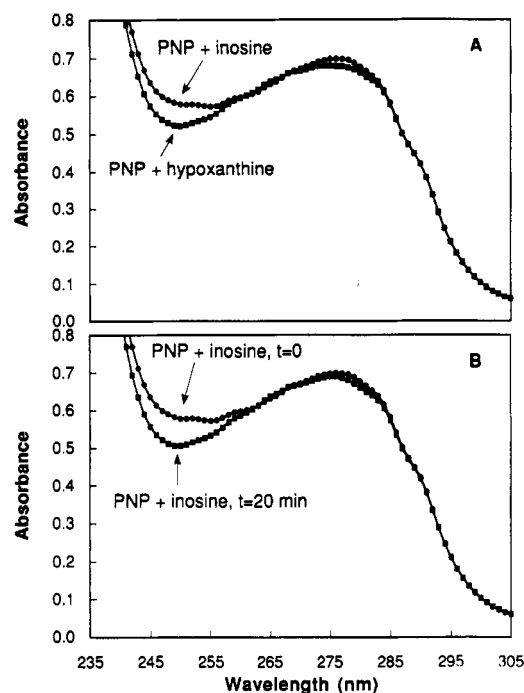 0.8
0.7
0.6
0.5
0.4
0.3
0.2
0.1
0.0
Absorbance
PNP + inosine
A
PNP + hypoxanthine
0.8
0.7
0.6
0.5
0.4
0.3
0.2
0.1
0.0
Absorbance
PNP + inosine, t=0
B
PNP + inosine, t=20 min
235 245 255 265 275 285 295 305
Wavelength (nm)